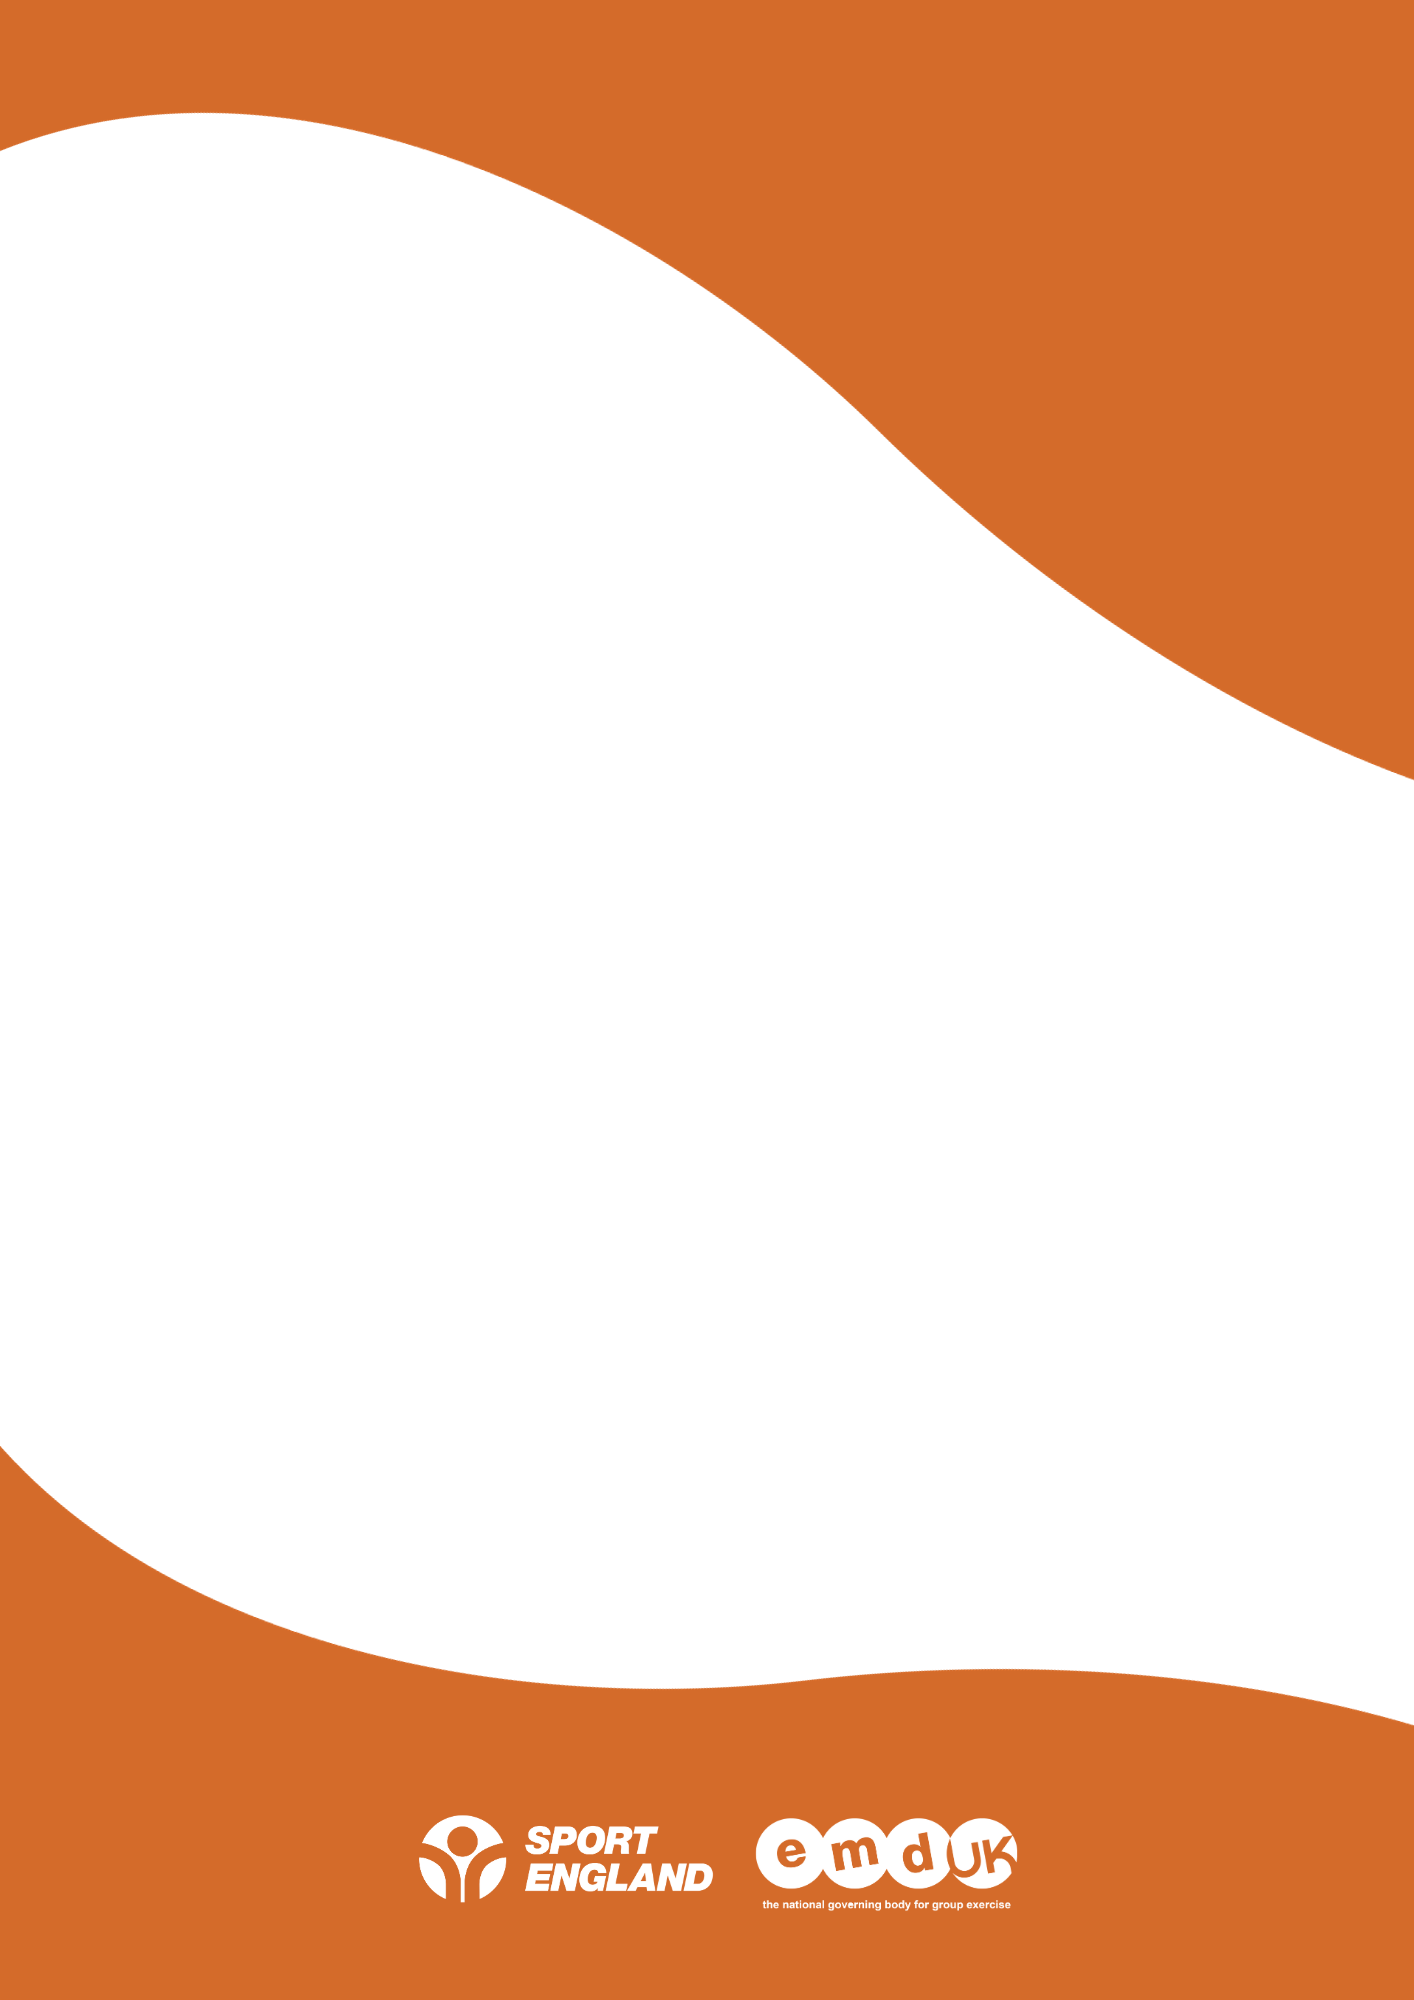 SPORT
ENGLAND
emduk
the national governing body for group exercise